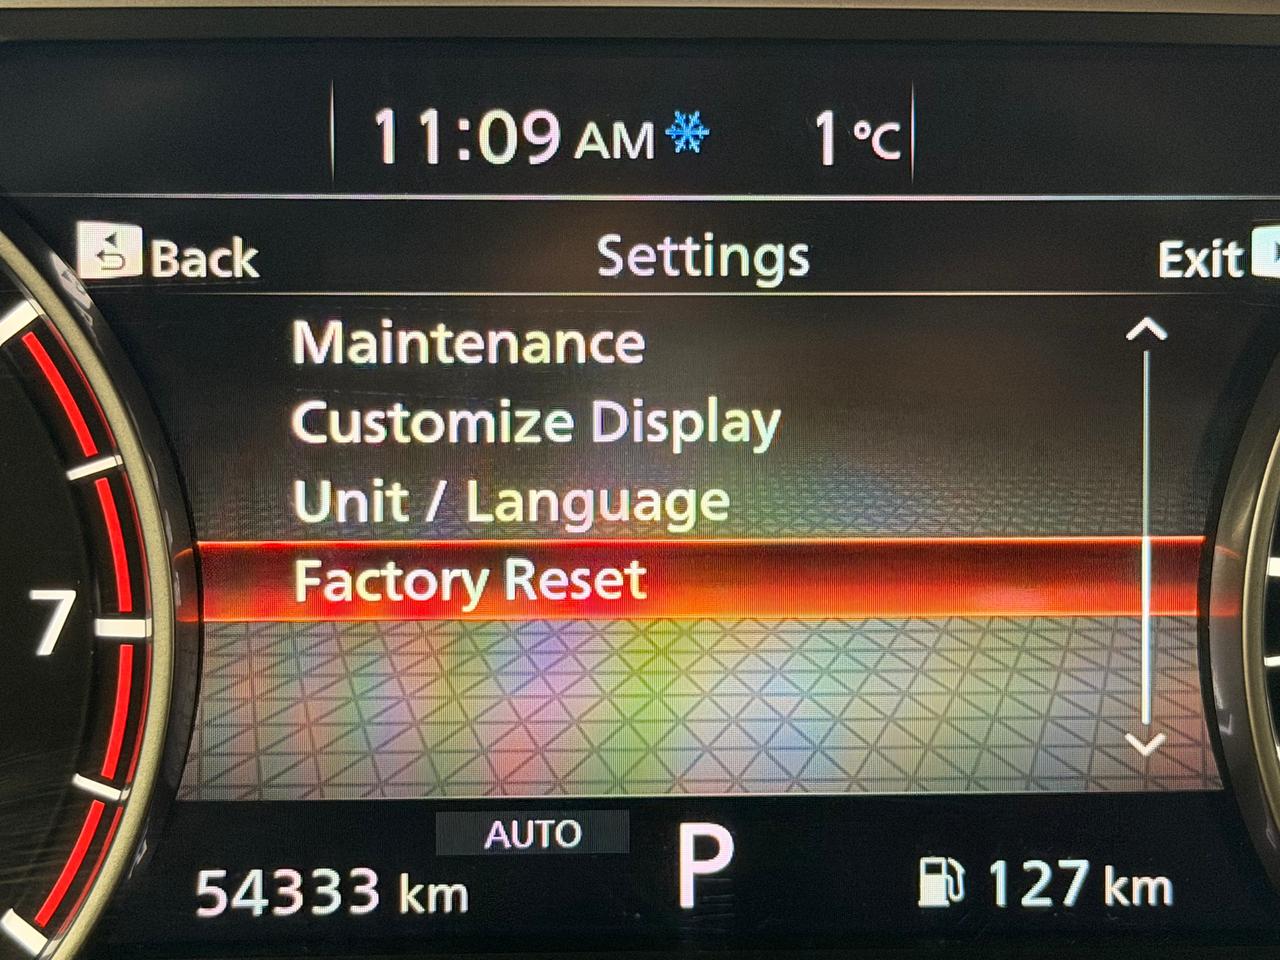 11:09 AM 1 °C
Back Settings Exit
Maintenance
Customize Display
Unit / Language
Factory Reset
7
AUTO P
54333 km 127 km